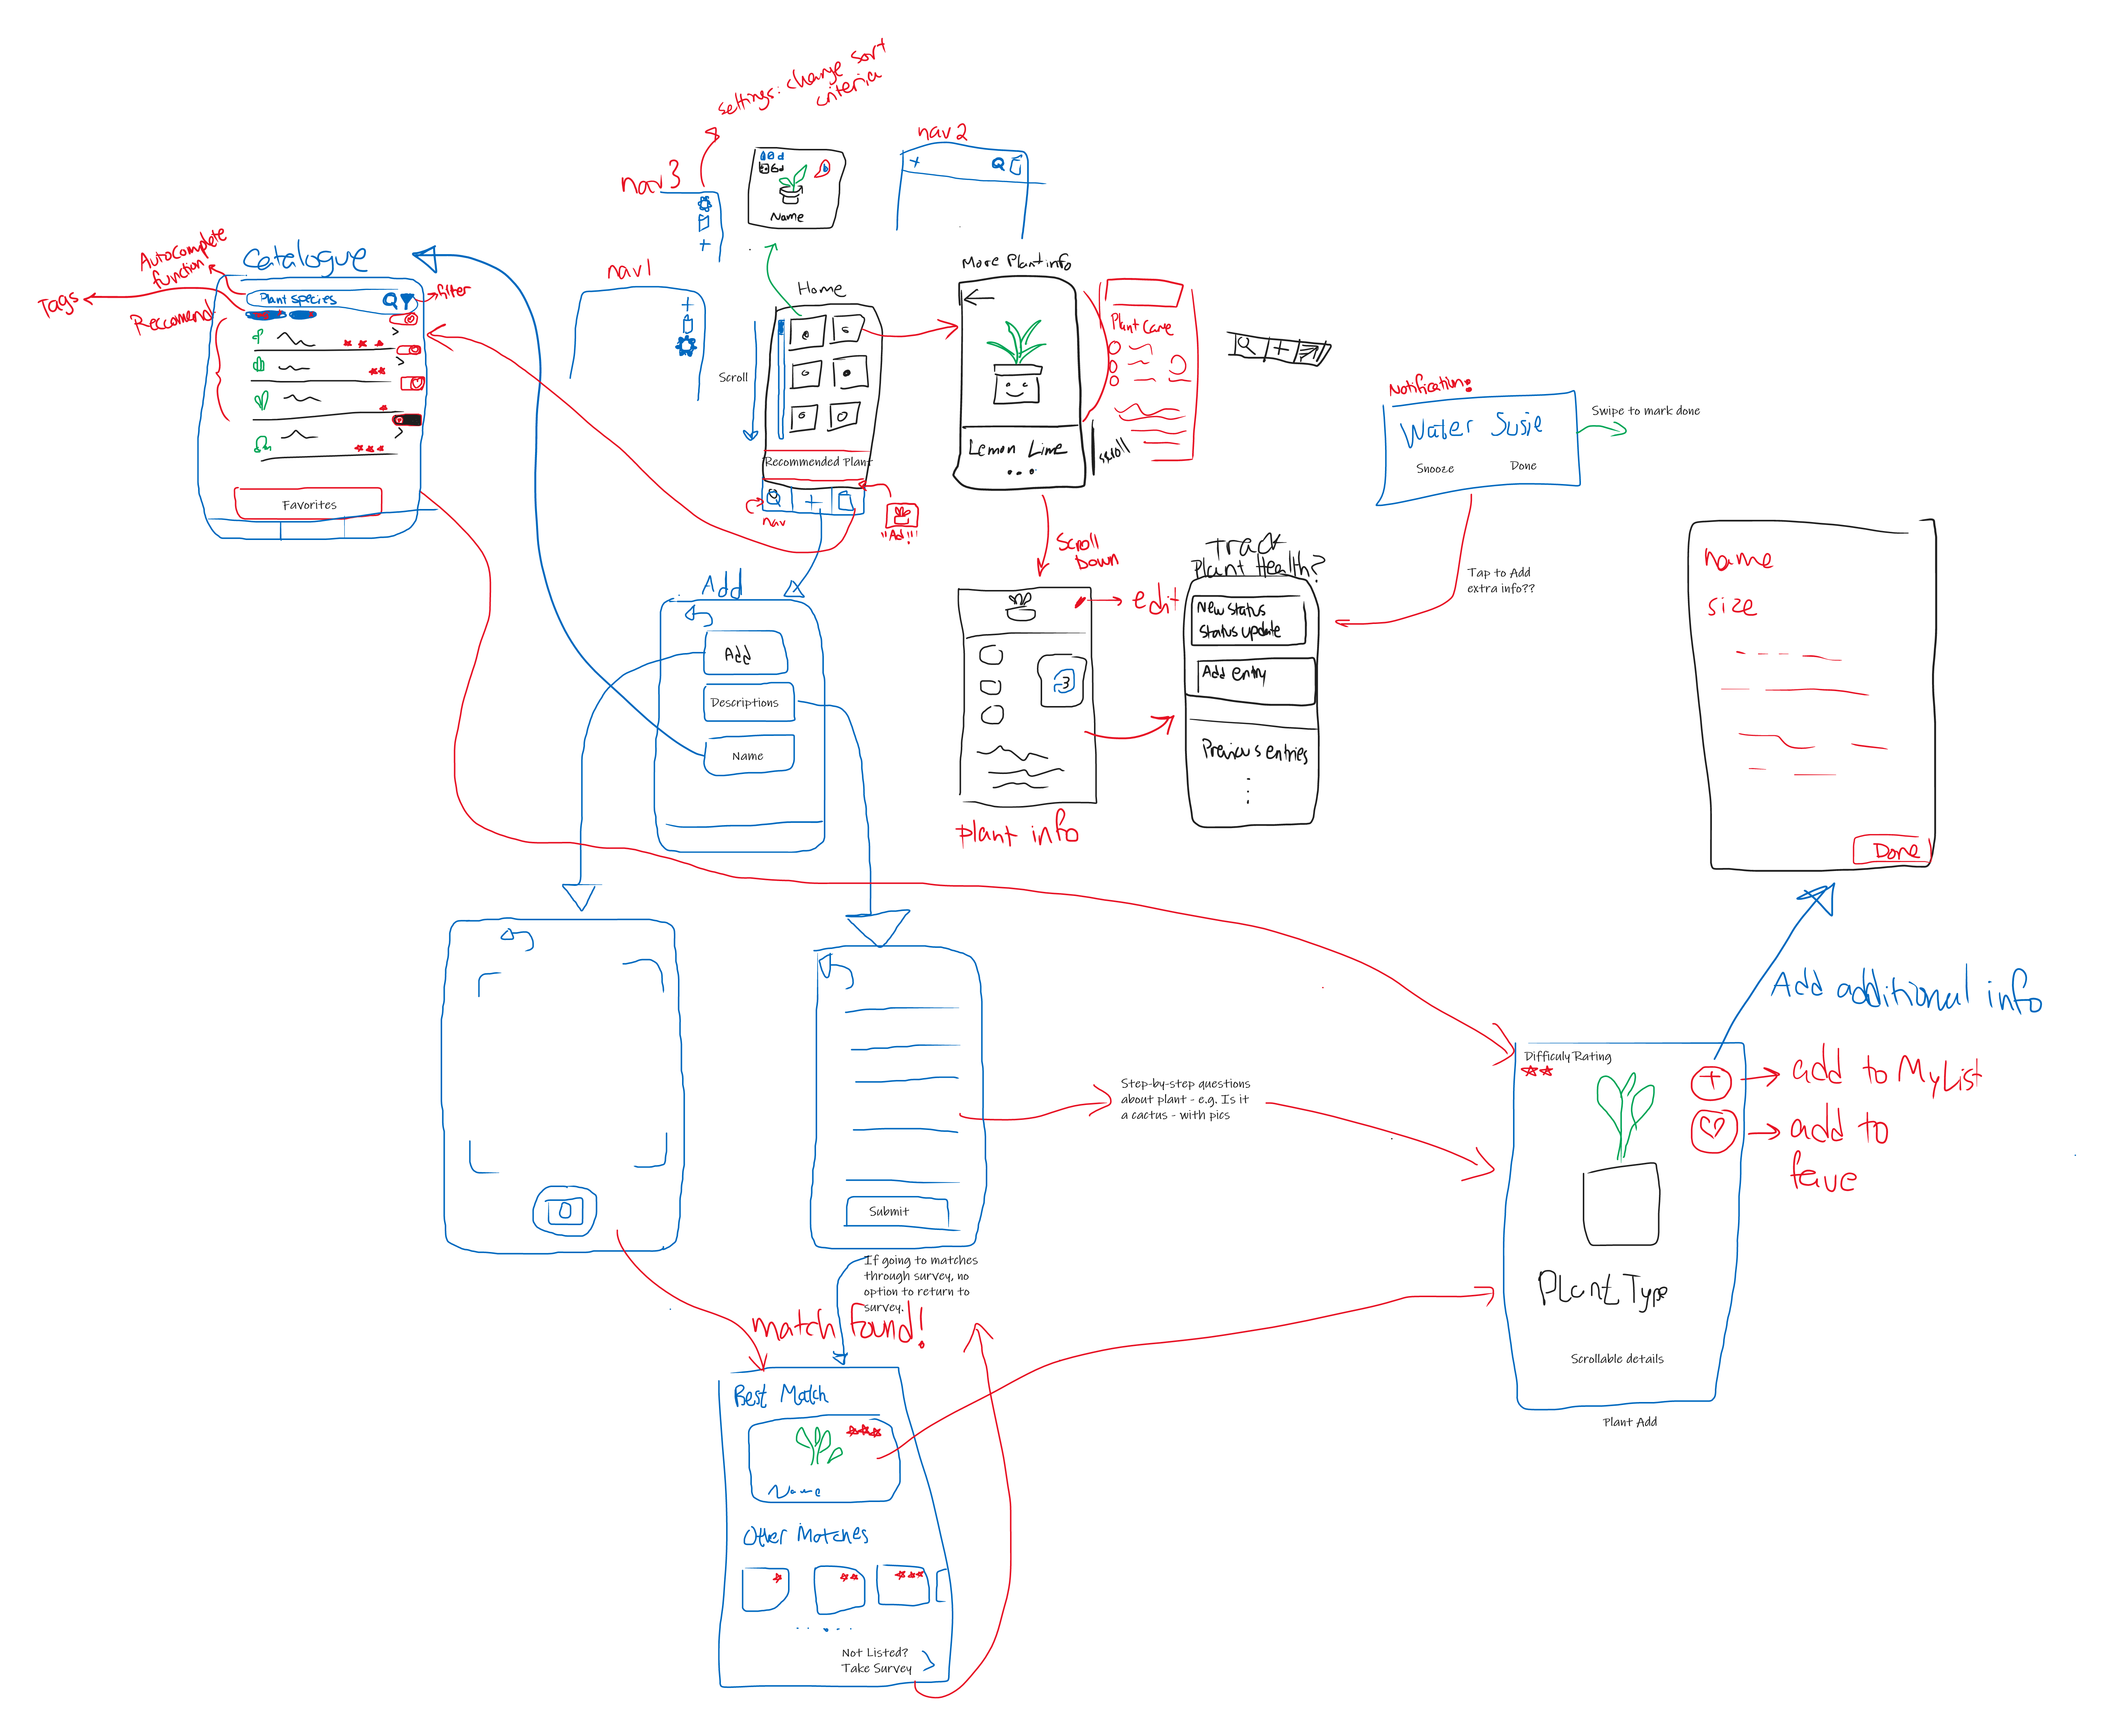 settings: change sort
criteria
nav 2
nav 3
Name
Autocomplete
function
Catalogue
Tags
Reccomend
Plant species
filter
nav 1
Home
More Plant info
Scroll
Recommended Plant
nav
"Ad!!"
Lemon Lime
Scroll
Plant Care
Notification:
Water Susie
Snooze
Done
Swipe to mark done
Favorites
Scroll
Down
Track
Plant Health?
Tap to Add
extra info??
edit
New status
status update
Add entry
Previous entries
3
plant info
Add
Add
Descriptions
Name
name
size
Done
Add additional info
Difficuly Rating
add to MyList
add to
fave
Plant Type
Scrollable details
Plant Add
Step-by-step questions
about plant - e.g. Is it
a cactus - with pics
Submit
If going to matches
through survey, no
option to return to
survey.
match found!
Best Match
Name
Other Matches
Not Listed?
Take Survey